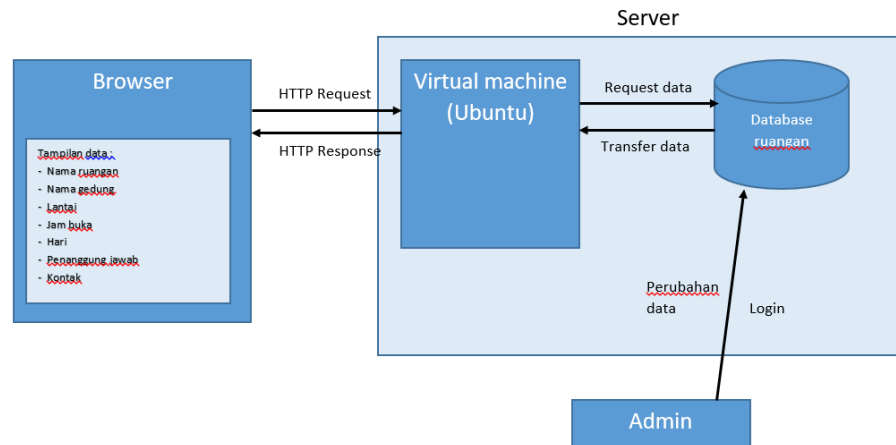 Server
Browser
Tampilan data :
- Nama ruangan
- Nama gedung
- Lantai
- Jam buka
- Hari
- Penanggung jawab
- Kontak
HTTP Request
HTTP Response
Virtual machine
(Ubuntu)
Request data
Transfer data
Database
ruangan
Perubahan
data
Login
Admin